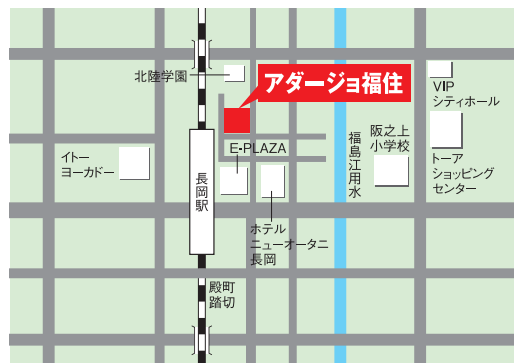 北陸学園
アダージョ福住
VIP
シティホール
イトー
ヨーカドー
長岡駅
E-PLAZA
福島江用水
阪之上
小学校
トーア
ショッピング
センター
ホテル
ニューオータニ
長岡
殿町
踏切